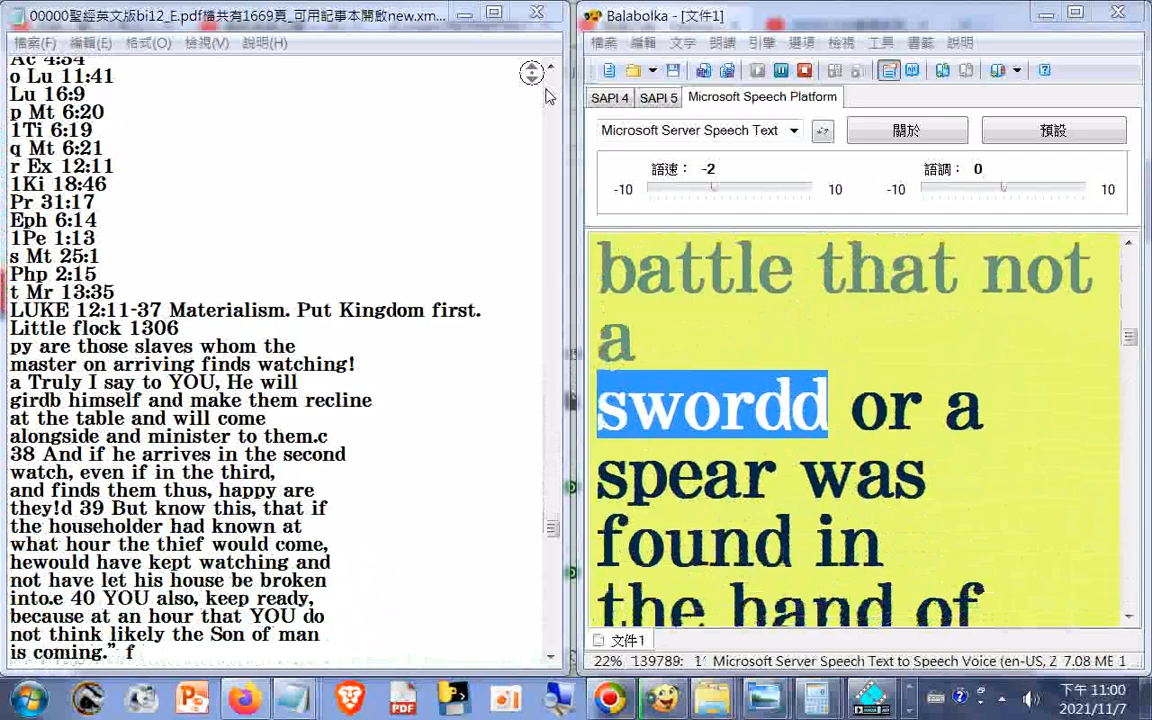 00000聖經英文版bi12_E.pdf檔共有1669頁_可用記事本開啟new.xm...
檔案(F) 編輯(E) 格式(O) 檢視(V) 說明(H)
Ac 4:34
o Lu 11:41
Lu 16:9
p Mt 6:20
1Ti 6:19
q Mt 6:21
r Ex 12:11
1Ki 18:46
Pr 31:17
Eph 6:14
1Pe 1:13
s Mt 25:1
Php 2:15
t Mr 13:35
LUKE 12:11-37 Materialism. Put Kingdom first.
Little flock 1306
py are those slaves whom the
master on arriving finds watching!
a Truly I say to YOU, He will
girdb himself and make them recline
at the table and will come
alongside and minister to them.c
38 And if he arrives in the second
watch, even if in the third,
and finds them thus, happy are
they!d 39 But know this, that if
the householder had known at
what hour the thief would come,
hewould have kept watching and
not have let his house be broken
into.e 40 YOU also, keep ready,
because at an hour that YOU do
not think likely the Son of man
is coming.” f
Balabolka - [文件1]
檔案 編輯 文字 朗讀 引擎 選項 檢視 工具 書籤 說明
SAPI 4 SAPI 5 Microsoft Speech Platform
Microsoft Server Speech Text 關於 預設
語速： -2 語調： 0
-10 10 -10 10
battle that not
a
swordd or a
spear was
found in
the hand of
文件1
22% 139789: 1 Microsoft Server Speech Text to Speech Voice (en-US, Z 7.08 ME 1
PDF
下午 11:00
2021/11/7